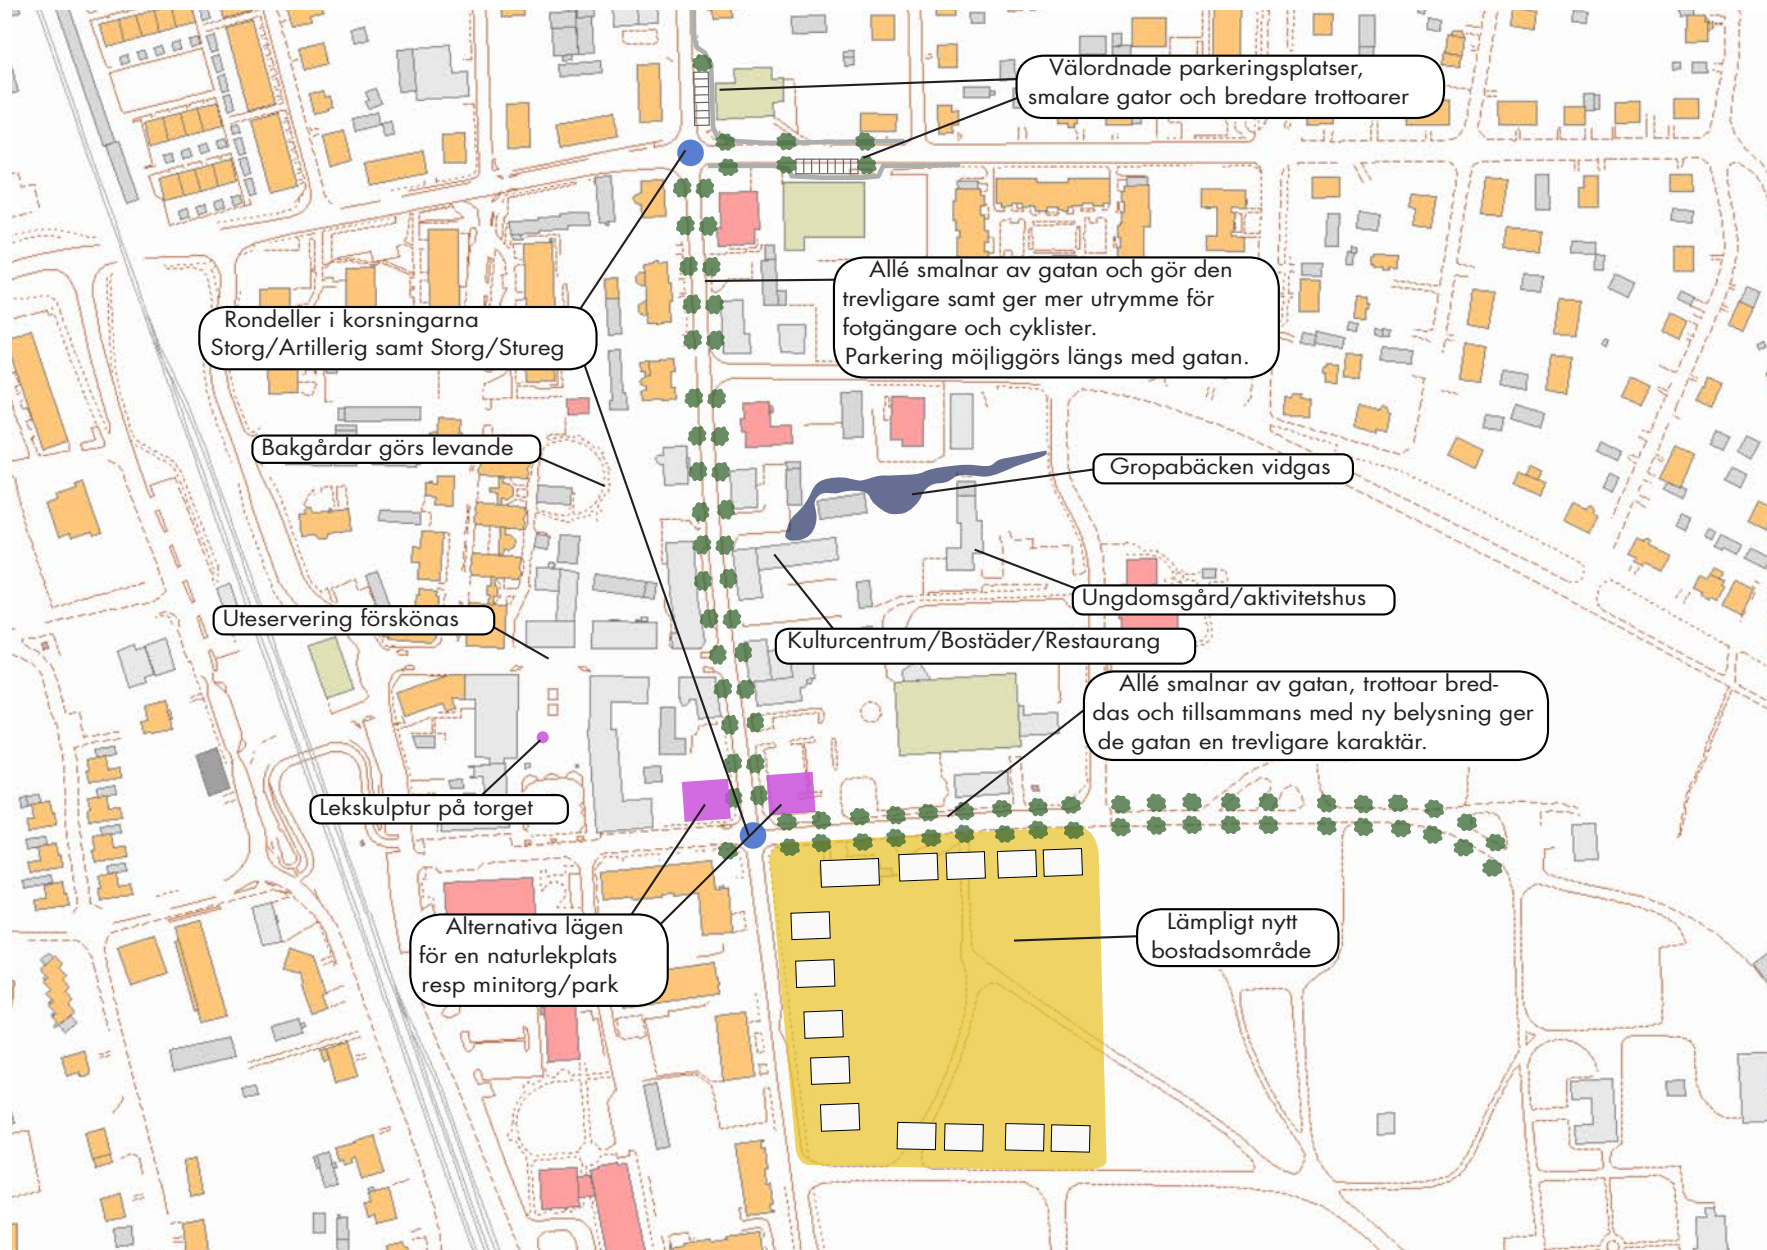 Välordnade parkeringsplatser,
smalare gator och bredare trottoarer
Allé smalnar av gatan och gör den
trevligare samt ger mer utrymme för
fotgängare och cyklister.
Parkering möjliggörs längs med gatan.
Rondeller i korsningarna
Storg/Artillerig samt Storg/Stureg
Bakgårdar görs levande
Gropabäcken vidgas
Ungdomsgård/aktivitetshus
Uteservering förskönas
Kulturcentrum/Bostäder/Restaurang
Allé smalnar av gatan, trottoar bred-
das och tillsammans med ny belysning ger
de gatan en trevligare karaktär.
Lekskulptur på torget
Alternativa lägen
för en naturlekplats
resp minitorg/park
Lämpligt nytt
bostadsområde